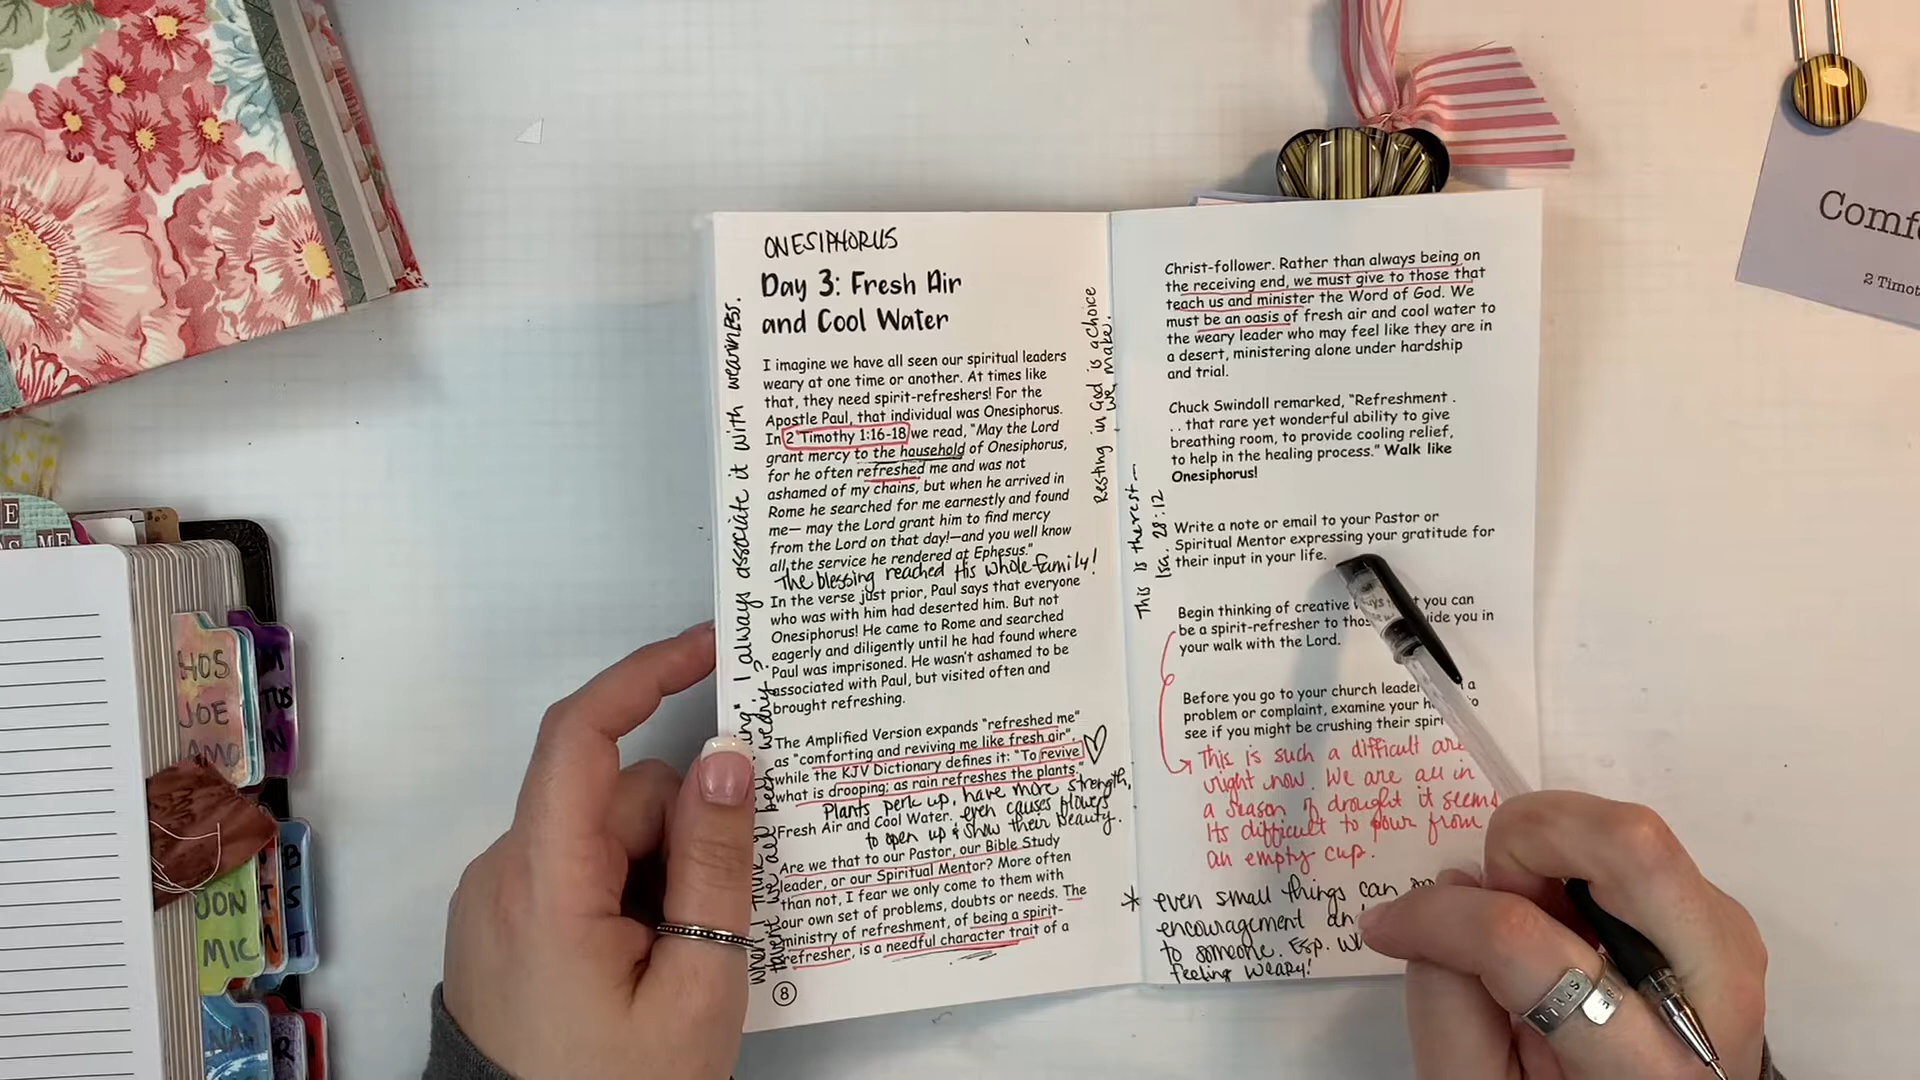 ONESIPHORUS
Day 3: Fresh Air
and Cool Water
I imagine we have all seen our spiritual leaders
weary at one time or another. At times like
that, they need spirit-refreshers! For the
Apostle Paul, that individual was Onesiphorus.
In 2 Timothy 1:16-18 we read, “May the Lord
grant mercy to the household of Onesiphorus,
for he often refreshed me and was not
ashamed of my chains, but when he arrived in
Rome he searched for me earnestly and found
me— may the Lord grant him to find mercy
from the Lord on that day!—and you well know
all the service he rendered at Ephesus.”
The blessing reached His whole family!
In the verse just prior, Paul says that everyone
who was with him had deserted him. But not
Onesiphorus! He came to Rome and searched
eagerly and diligently until he had found where
Paul was imprisoned. He wasn't ashamed to be
associated with Paul, but visited often and
brought refreshing.
The Amplified Version expands “refreshed me”
as “comforting and reviving me like fresh air”,
while the KJV Dictionary defines it: “To revive
what is drooping; as rain refreshes the plants.”
Plants perk up, have more strength,
even causes flowers
Fresh Air and Cool Water.
to open up & show their beauty.
Are we that to our Pastor, our Bible Study
leader, or our Spiritual Mentor? More often
than not, I fear we only come to them with
our own set of problems, doubts or needs. The
ministry of refreshment, of being a spirit-
refresher, is a needful character trait of a
8
I always associate it with weariness.
when think
havent we all been weary?
Resting in God is a choice
we make.
This is the rest—
Isa. 28:12
Christ-follower. Rather than always being on
the receiving end, we must give to those that
teach us and minister the Word of God. We
must be an oasis of fresh air and cool water to
the weary leader who may feel like they are in
a desert, ministering alone under hardship
and trial.
Chuck Swindoll remarked, “Refreshment .
. . that rare yet wonderful ability to give
breathing room, to provide cooling relief,
to help in the healing process.” Walk like
Onesiphorus!
Write a note or email to your Pastor or
Spiritual Mentor expressing your gratitude for
their input in your life.
Begin thinking of creative you can
be a spirit-refresher to you in
your walk with the Lord.
Before you go to your church a
problem or complaint, examine your
see if you might be crushing their
This is such a difficult
right now. We are all in
a season of drought it seems
Its difficult to pour from
an empty cup.
* even small things can
encouragement
to someone. Esp.
feeling weary!
Comf
2 Timot
E
AS ME
HOS
JOE
AMO
JON
MIC
NAH
M
TUS
N
B
S
T
R
BE
STILL